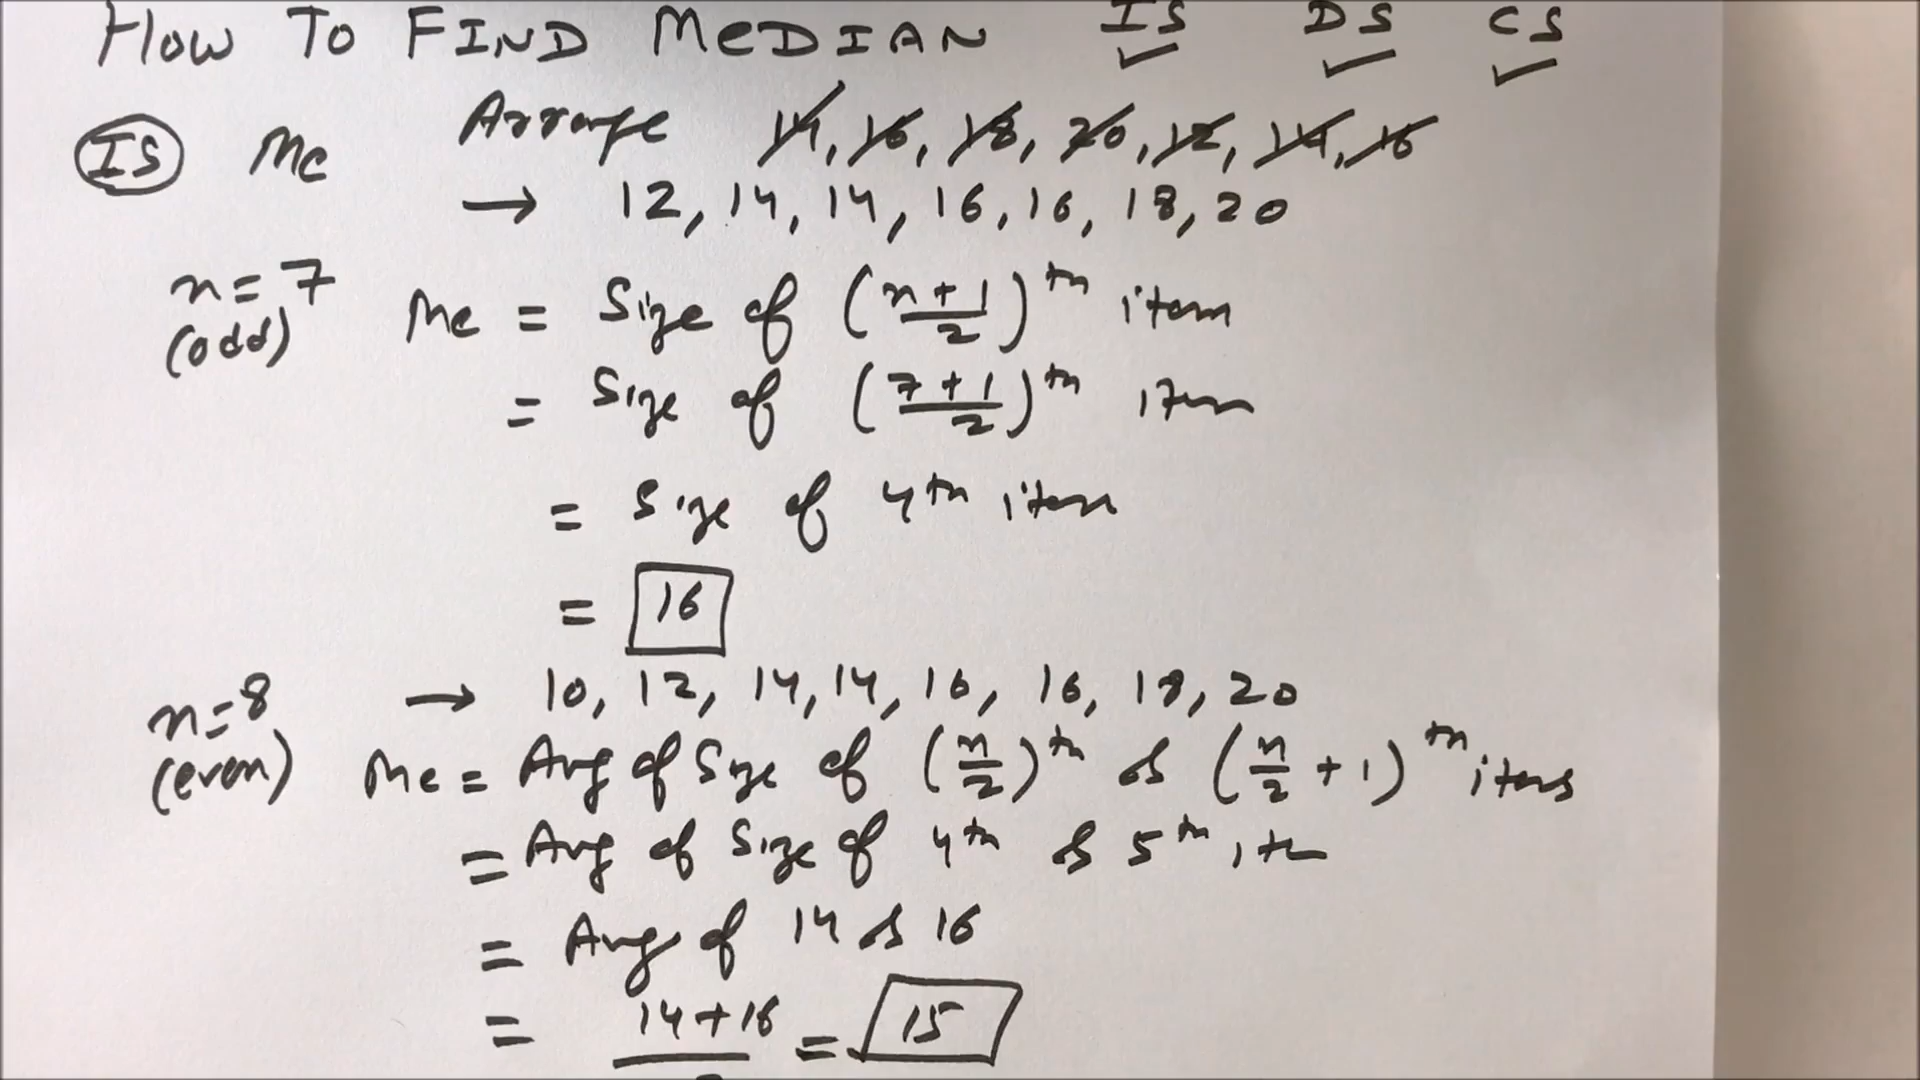 HOW TO FIND MEDIAN IS DS CS
IS Me Arrange 14, 16, 18, 20, 12, 14, 16
→ 12, 14, 14, 16, 16, 18, 20
n = 7
(odd)
Me = Size of (n+1/2)th item
= Size of (7+1/2)th item
= Size of 4th item
= 16
n=8 → 10, 12, 14, 14, 16, 16, 18, 20
(even) Me = Avg of Size of (n/2)th & (n/2 + 1)th items
= Avg of Size of 4th & 5th itm
= Avg of 14 & 16
= 14+16 = 15